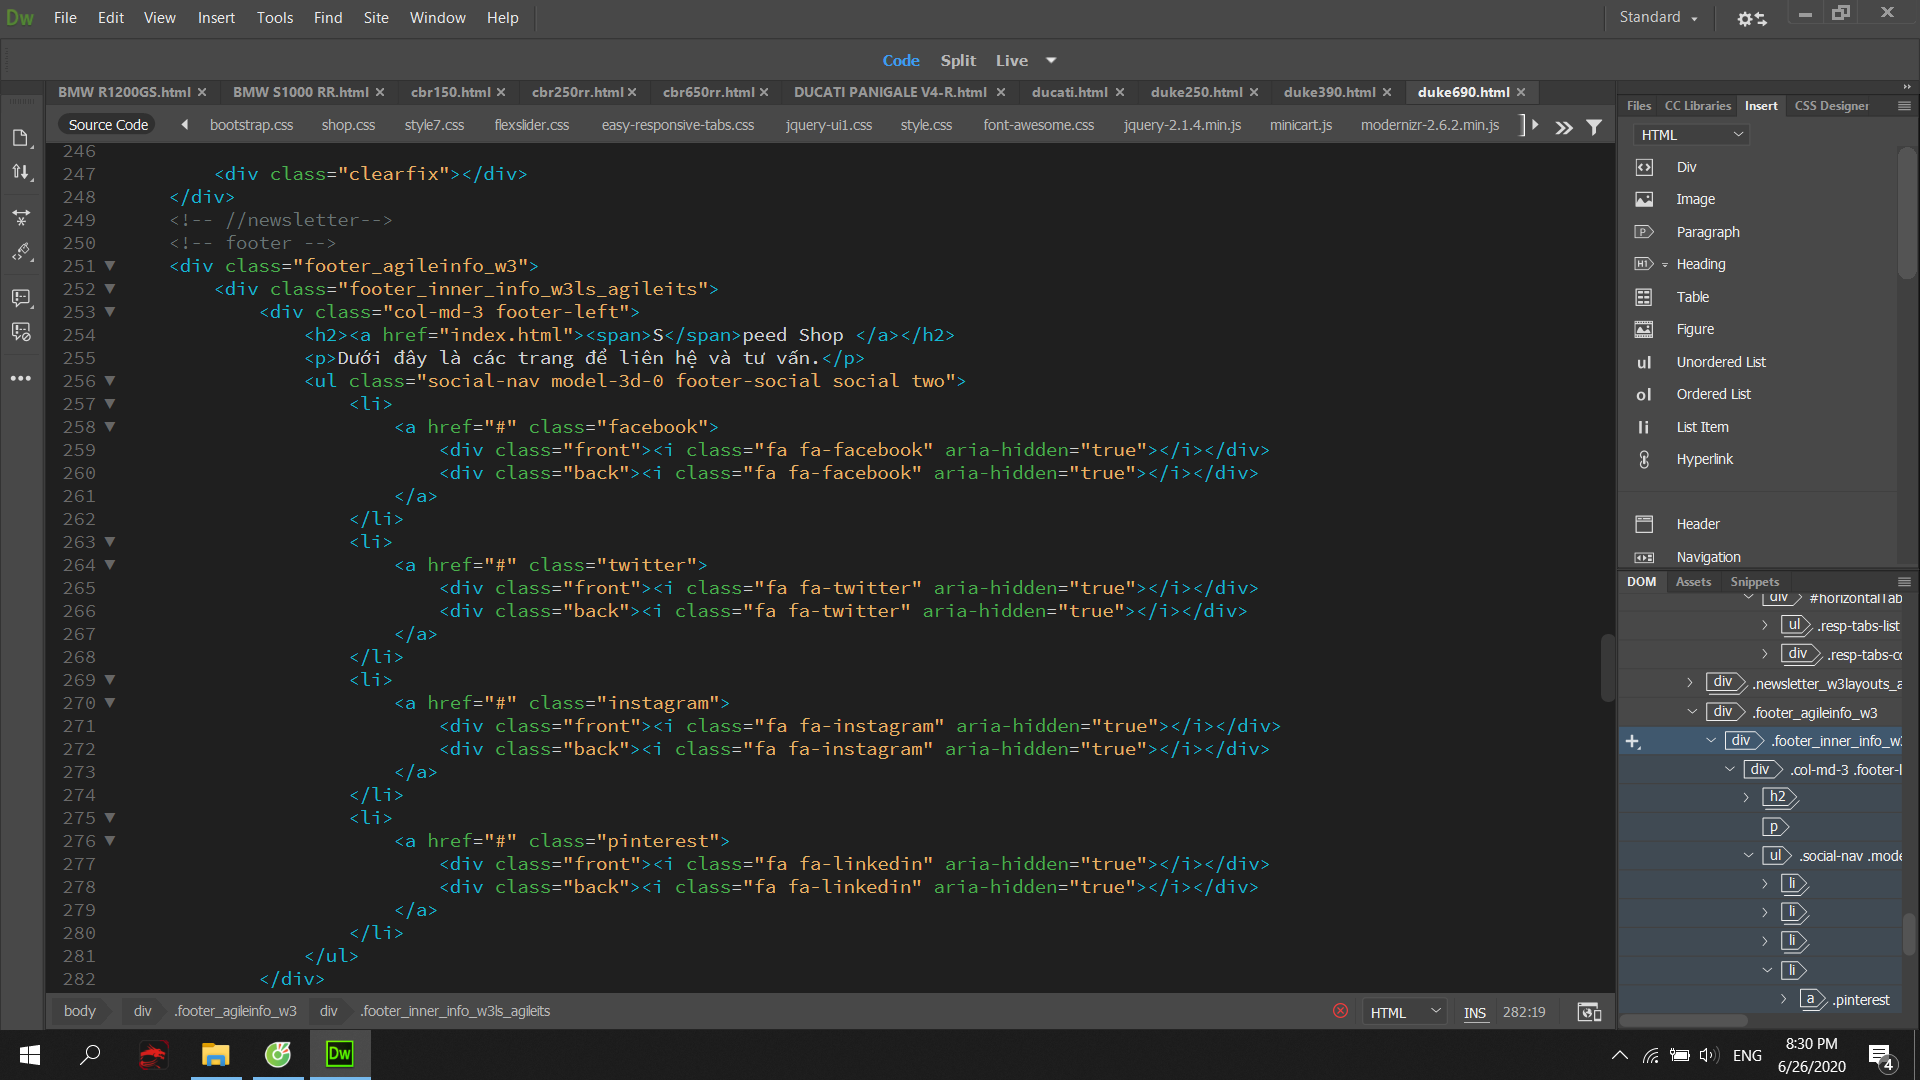 Dw File Edit View Insert Tools Find Site Window Help Standard
Code Split Live
BMW R1200GS.html BMW S1000 RR.html cbr150.html cbr250rr.html cbr650rr.html DUCATI PANIGALE V4-R.html ducati.html duke250.html duke390.html duke690.html
Source Code bootstrap.css shop.css style7.css flexslider.css easy-responsive-tabs.css jquery-ui1.css style.css font-awesome.css jquery-2.1.4.min.js minicart.js modernizr-2.6.2.min.js
246
247 <div class="clearfix"></div>
248 </div>
249 <!-- //newsletter-->
250 <!-- footer -->
251 <div class="footer_agileinfo_w3">
252 <div class="footer_inner_info_w3ls_agileits">
253 <div class="col-md-3 footer-left">
254 <h2><a href="index.html"><span>S</span>peed Shop </a></h2>
255 <p>Dưới đây là các trang để liên hệ và tư vấn.</p>
256 <ul class="social-nav model-3d-0 footer-social social two">
257 <li>
258 <a href="#" class="facebook">
259 <div class="front"><i class="fa fa-facebook" aria-hidden="true"></i></div>
260 <div class="back"><i class="fa fa-facebook" aria-hidden="true"></i></div>
261 </a>
262 </li>
263 <li>
264 <a href="#" class="twitter">
265 <div class="front"><i class="fa fa-twitter" aria-hidden="true"></i></div>
266 <div class="back"><i class="fa fa-twitter" aria-hidden="true"></i></div>
267 </a>
268 </li>
269 <li>
270 <a href="#" class="instagram">
271 <div class="front"><i class="fa fa-instagram" aria-hidden="true"></i></div>
272 <div class="back"><i class="fa fa-instagram" aria-hidden="true"></i></div>
273 </a>
274 </li>
275 <li>
276 <a href="#" class="pinterest">
277 <div class="front"><i class="fa fa-linkedin" aria-hidden="true"></i></div>
278 <div class="back"><i class="fa fa-linkedin" aria-hidden="true"></i></div>
279 </a>
280 </li>
281 </ul>
282 </div>
body div .footer_agileinfo_w3 div .footer_inner_info_w3ls_agileits HTML INS 282:19
Files CC Libraries Insert CSS Designer
HTML
Div
Image
Paragraph
Heading
Table
Figure
ul Unordered List
ol Ordered List
li List Item
Hyperlink
Header
Navigation
DOM Assets Snippets
div #horizontalTab
ul .resp-tabs-list
div .resp-tabs-co
div .newsletter_w3layouts_a
div .footer_agileinfo_w3
div .footer_inner_info_w3
div .col-md-3 .footer-l
h2
p
ul .social-nav .mode
li
li
li
li
a .pinterest
Dw
ENG
8:30 PM
6/26/2020
4